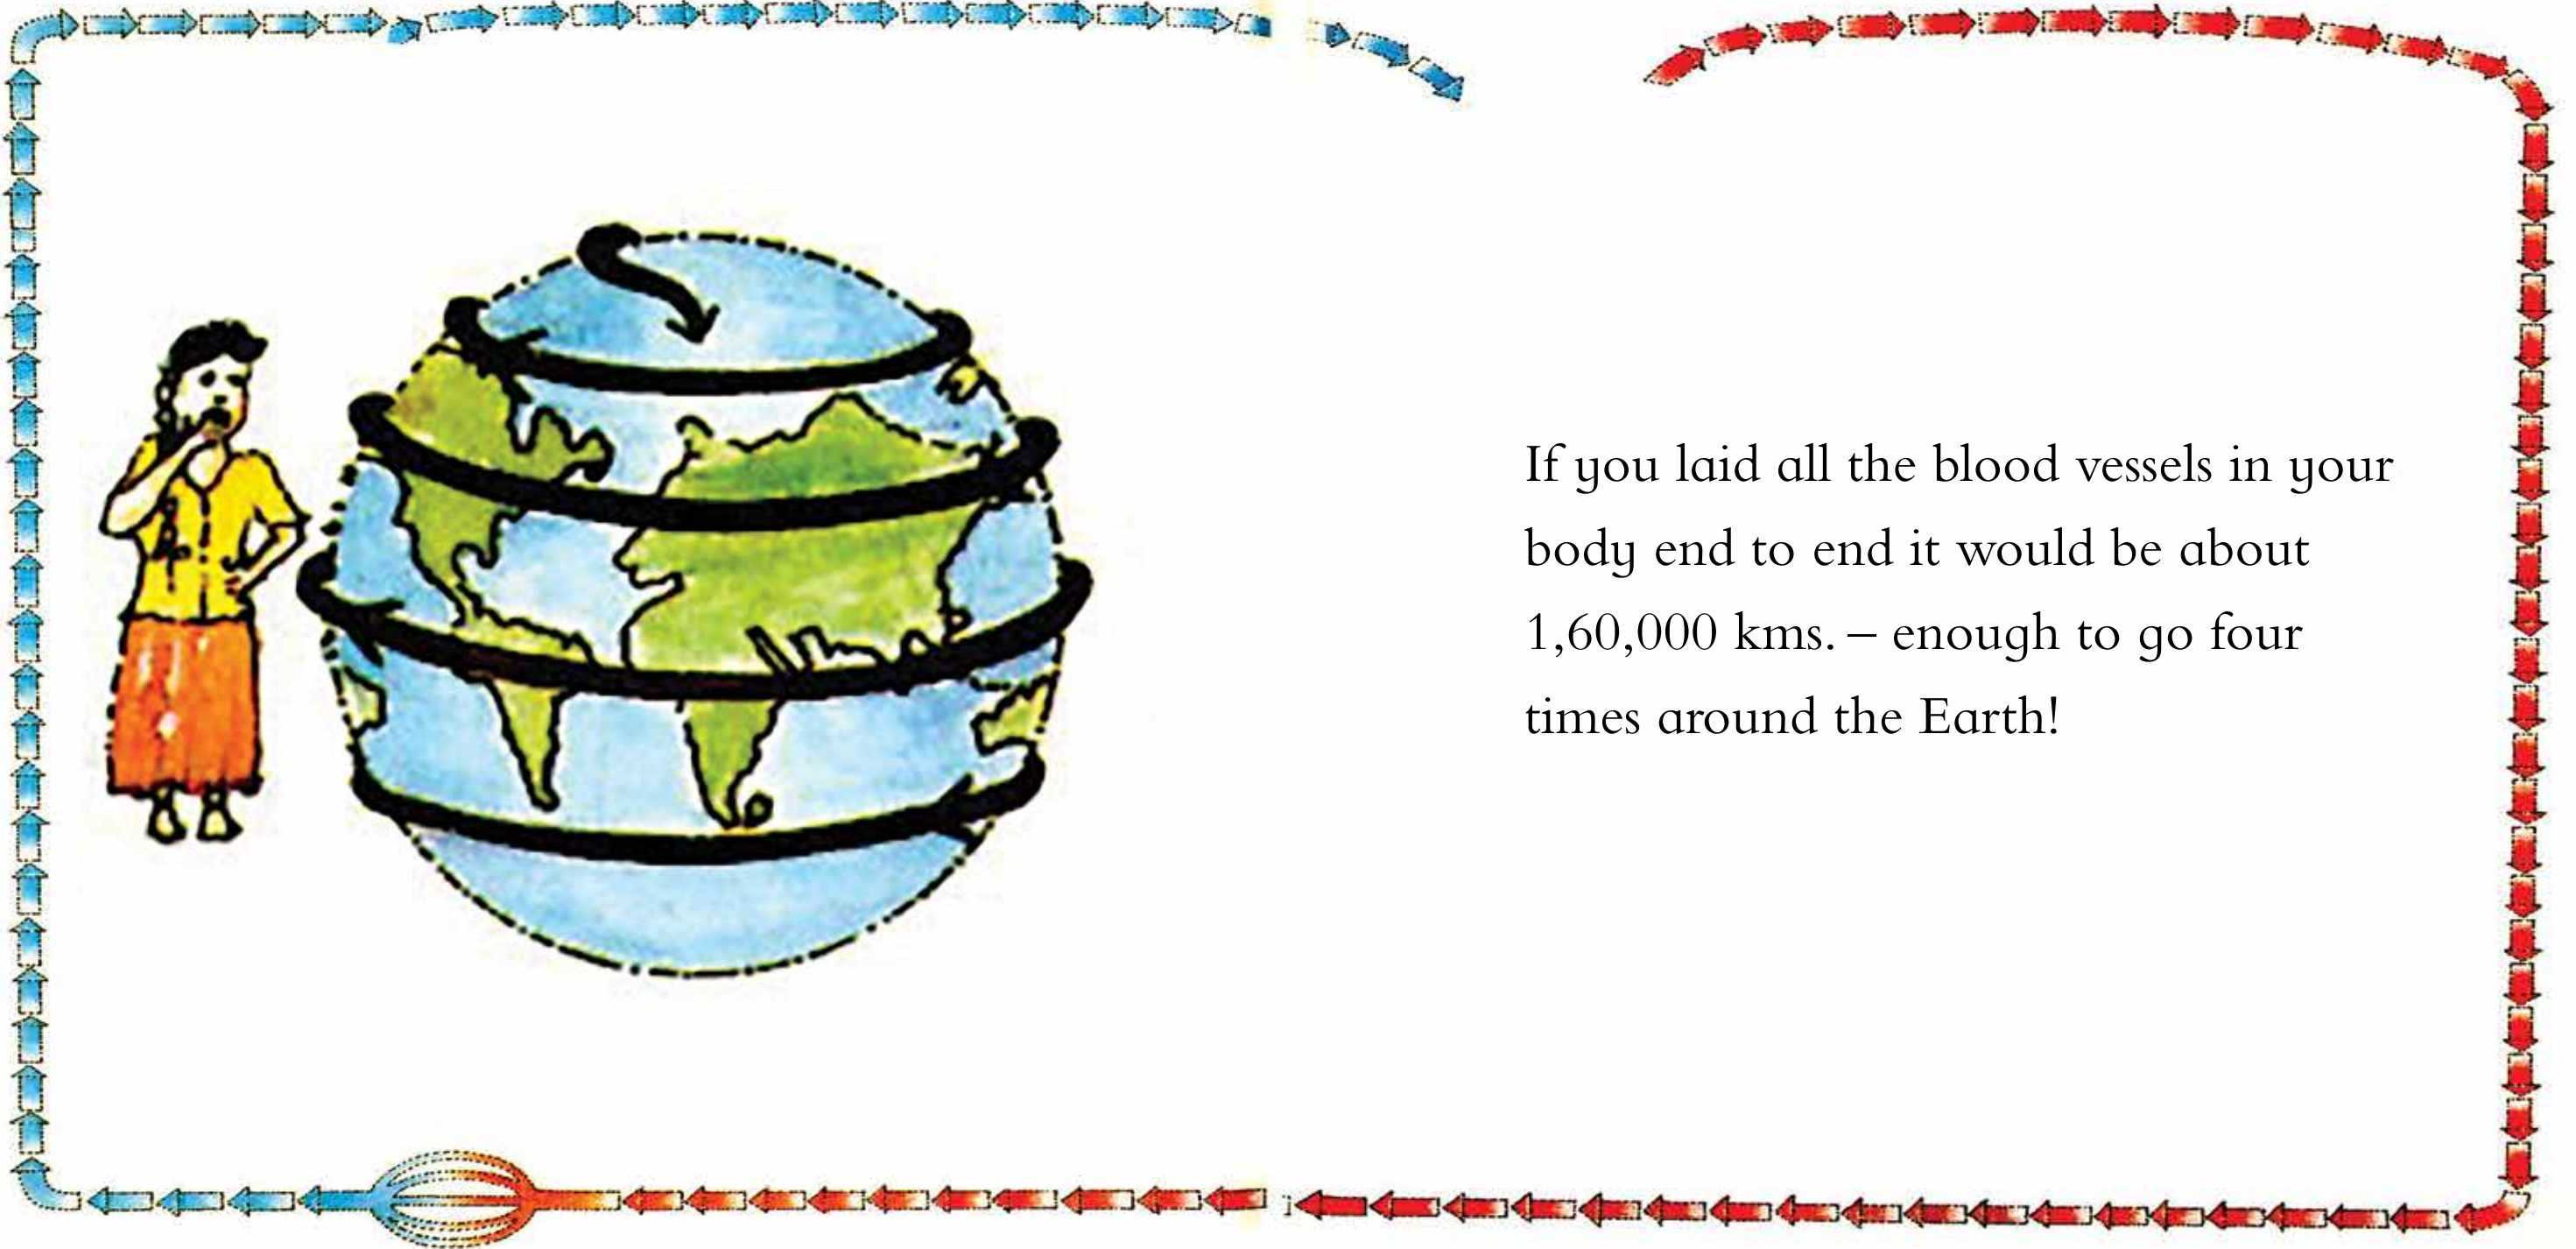 If you laid all the blood vessels in your
body end to end it would be about
1,60,000 kms. – enough to go four
times around the Earth!